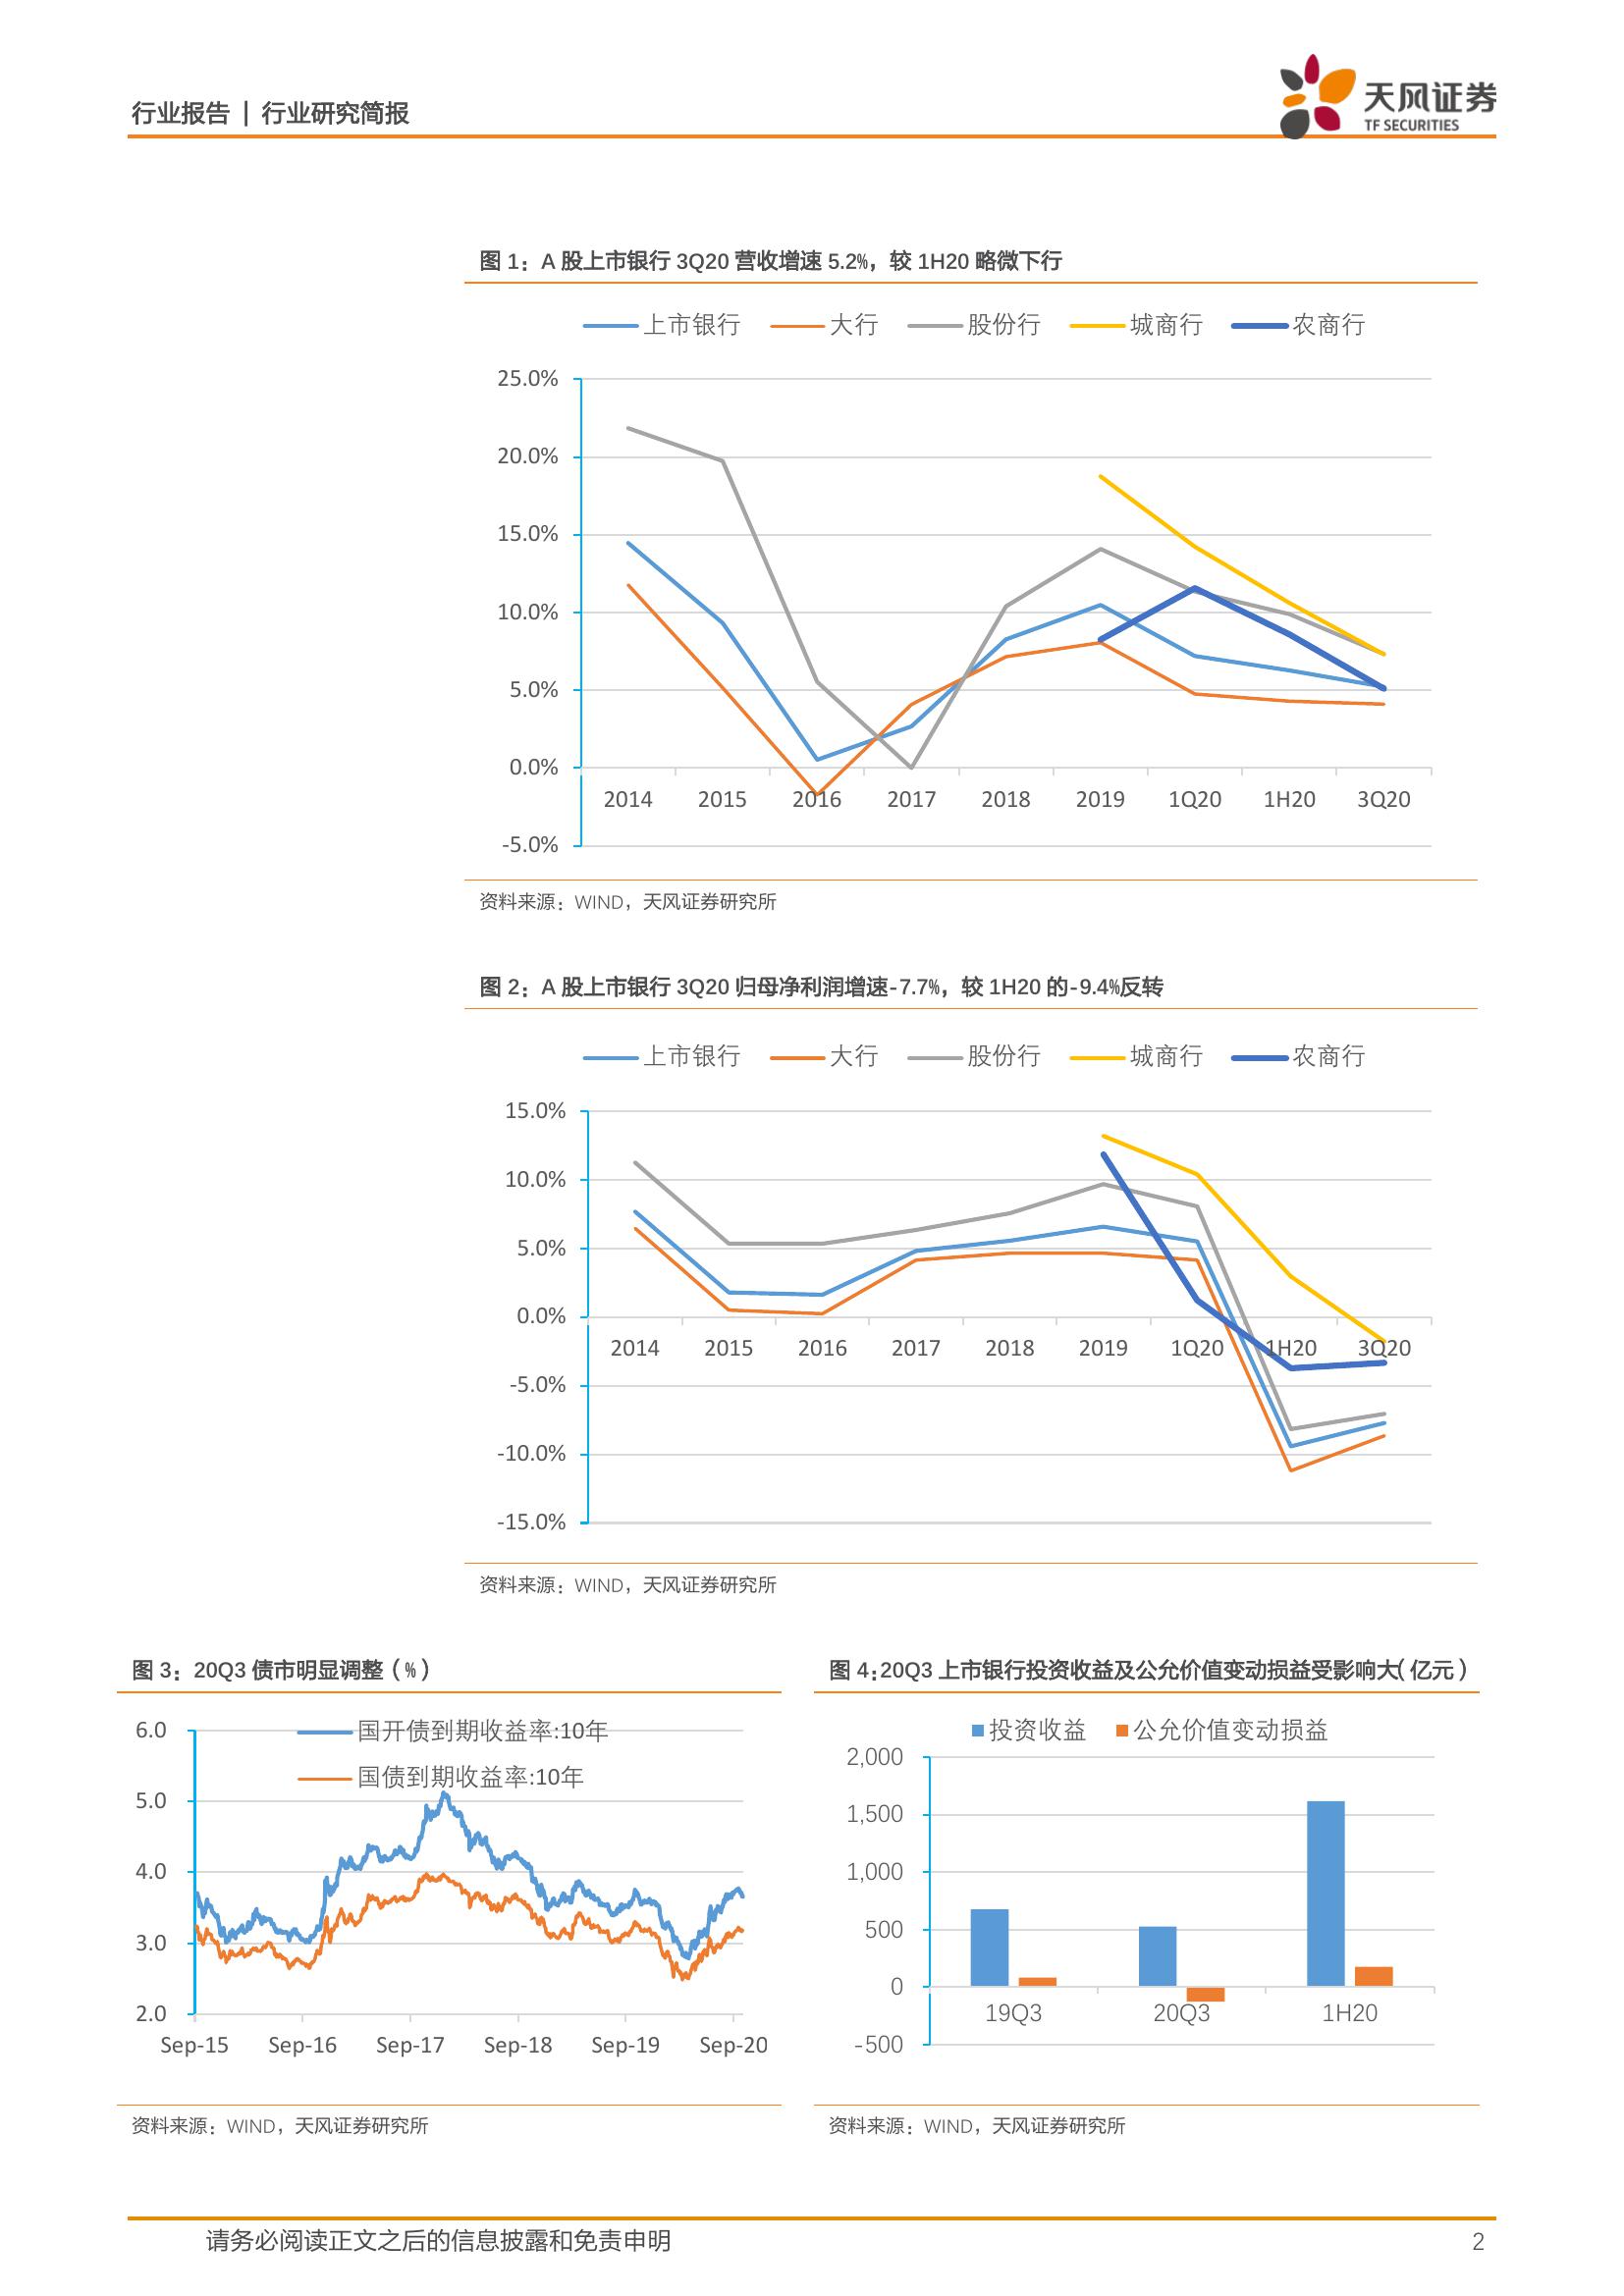 行业报告 | 行业研究简报
天风证券
TF SECURITIES
图 1：A 股上市银行 3Q20 营收增速 5.2%，较 1H20 略微下行
上市银行 大行 股份行 城商行 农商行
25.0%
20.0%
15.0%
10.0%
5.0%
0.0%
-5.0%
2014 2015 2016 2017 2018 2019 1Q20 1H20 3Q20
资料来源：WIND，天风证券研究所
图 2：A 股上市银行 3Q20 归母净利润增速-7.7%，较 1H20 的-9.4%反转
上市银行 大行 股份行 城商行 农商行
15.0%
10.0%
5.0%
0.0%
-5.0%
-10.0%
-15.0%
2014 2015 2016 2017 2018 2019 1Q20 1H20 3Q20
资料来源：WIND，天风证券研究所
图 3：20Q3 债市明显调整（%）
国开债到期收益率:10年
国债到期收益率:10年
6.0
5.0
4.0
3.0
2.0
Sep-15 Sep-16 Sep-17 Sep-18 Sep-19 Sep-20
资料来源：WIND，天风证券研究所
图 4：20Q3 上市银行投资收益及公允价值变动损益受影响大（亿元）
投资收益 公允价值变动损益
2,000
1,500
1,000
500
0
-500
19Q3 20Q3 1H20
资料来源：WIND，天风证券研究所
请务必阅读正文之后的信息披露和免责申明 2